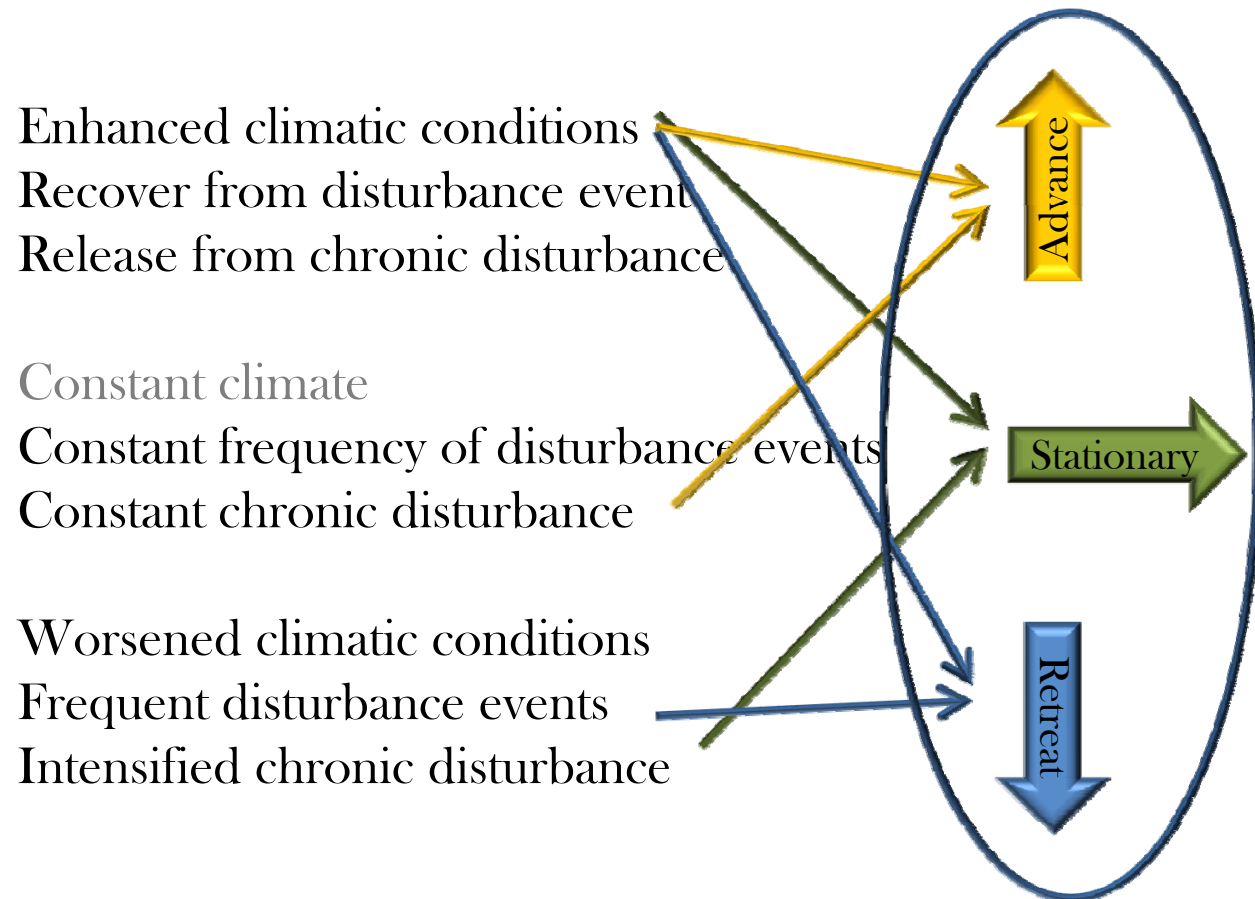 Enhanced climatic conditions
Recover from disturbance event
Release from chronic disturbance
Constant climate
Constant frequency of disturbance events
Constant chronic disturbance
Worsened climatic conditions
Frequent disturbance events
Intensified chronic disturbance
Advance
Stationary
Retreat